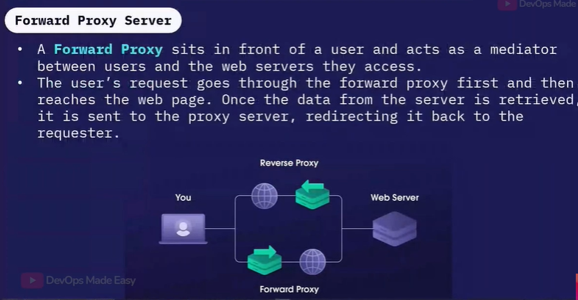 DevOps Made
Forward Proxy Server
• A Forward Proxy sits in front of a user and acts as a mediator
between users and the web servers they access.
• The user's request goes through the forward proxy first and then
reaches the web page. Once the data from the server is retrieved,
it is sent to the proxy server, redirecting it back to the
requester.
Reverse Proxy
You
Web Server
DevOps Made Easy
Forward Proxy